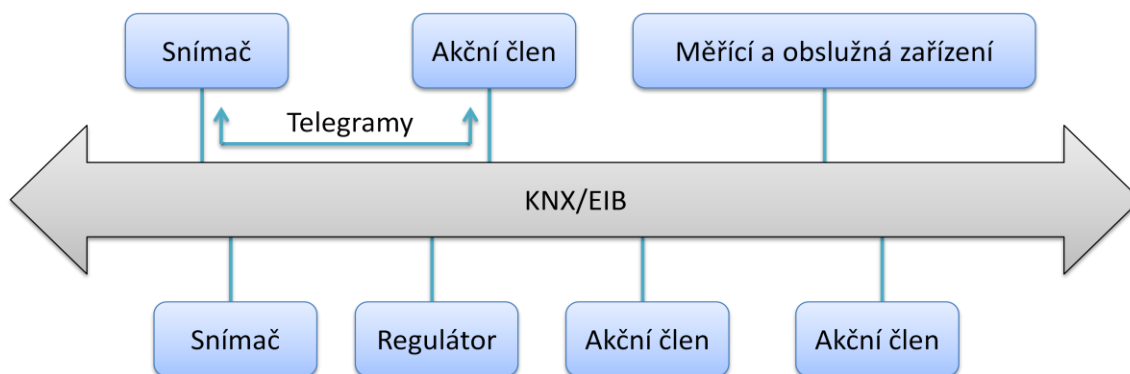 Snímač
Akční člen
Měřící a obslužná zařízení
Telegramy
KNX/EIB
Snímač
Regulátor
Akční člen
Akční člen